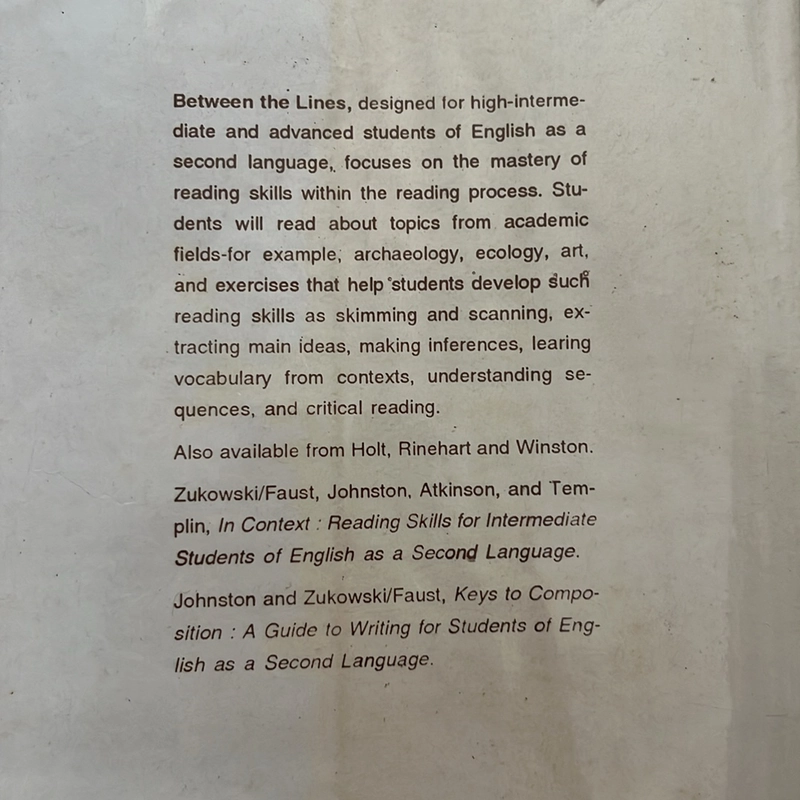 Between the Lines, designed for high-interme-
diate and advanced students of English as a
second language, focuses on the mastery of
reading skills within the reading process. Stu-
dents will read about topics from academic
fields-for example, archaeology, ecology, art,
and exercises that help students develop such
reading skills as skimming and scanning, ex-
tracting main ideas, making inferences, learing
vocabulary from contexts, understanding se-
quences, and critical reading.
Also available from Holt, Rinehart and Winston.
Zukowski/Faust, Johnston, Atkinson, and Tem-
plin, In Context : Reading Skills for Intermediate
Students of English as a Second Language.
Johnston and Zukowski/Faust, Keys to Compo-
sition : A Guide to Writing for Students of Eng-
lish as a Second Language.